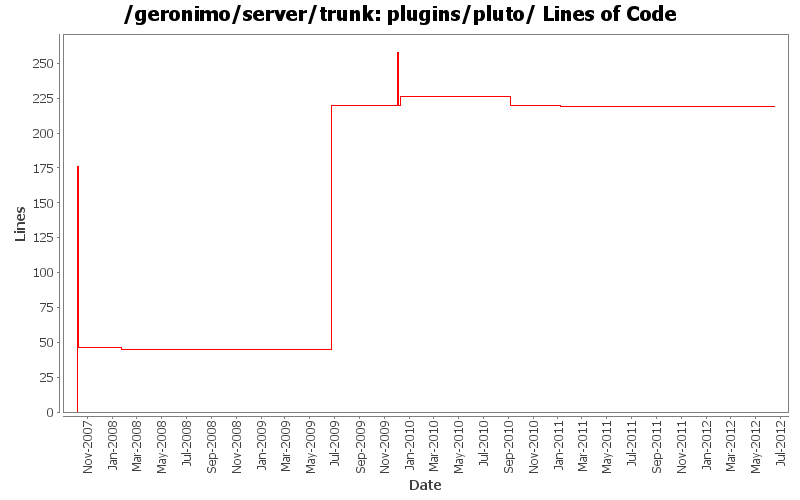 /geronimo/server/trunk: plugins/pluto/ Lines of Code
Lines
250
225
200
175
150
125
100
75
50
25
0
Nov-2007
Jan-2008
Mar-2008
May-2008
Jul-2008
Sep-2008
Nov-2008
Jan-2009
Mar-2009
May-2009
Jul-2009
Sep-2009
Nov-2009
Jan-2010
Mar-2010
May-2010
Jul-2010
Sep-2010
Nov-2010
Jan-2011
Mar-2011
May-2011
Jul-2011
Sep-2011
Nov-2011
Jan-2012
Mar-2012
May-2012
Jul-2012
Date